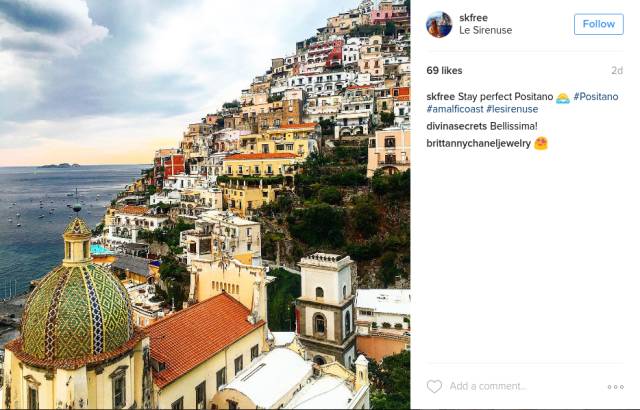 skfree
Le Sirenuse
Follow
69 likes
2d
skfree Stay perfect Positano 🌅 #Positano
#amalficoast #lesirenuse
divinasecrets Bellissima!
brittannychaneljewelry 😍
Add a comment...